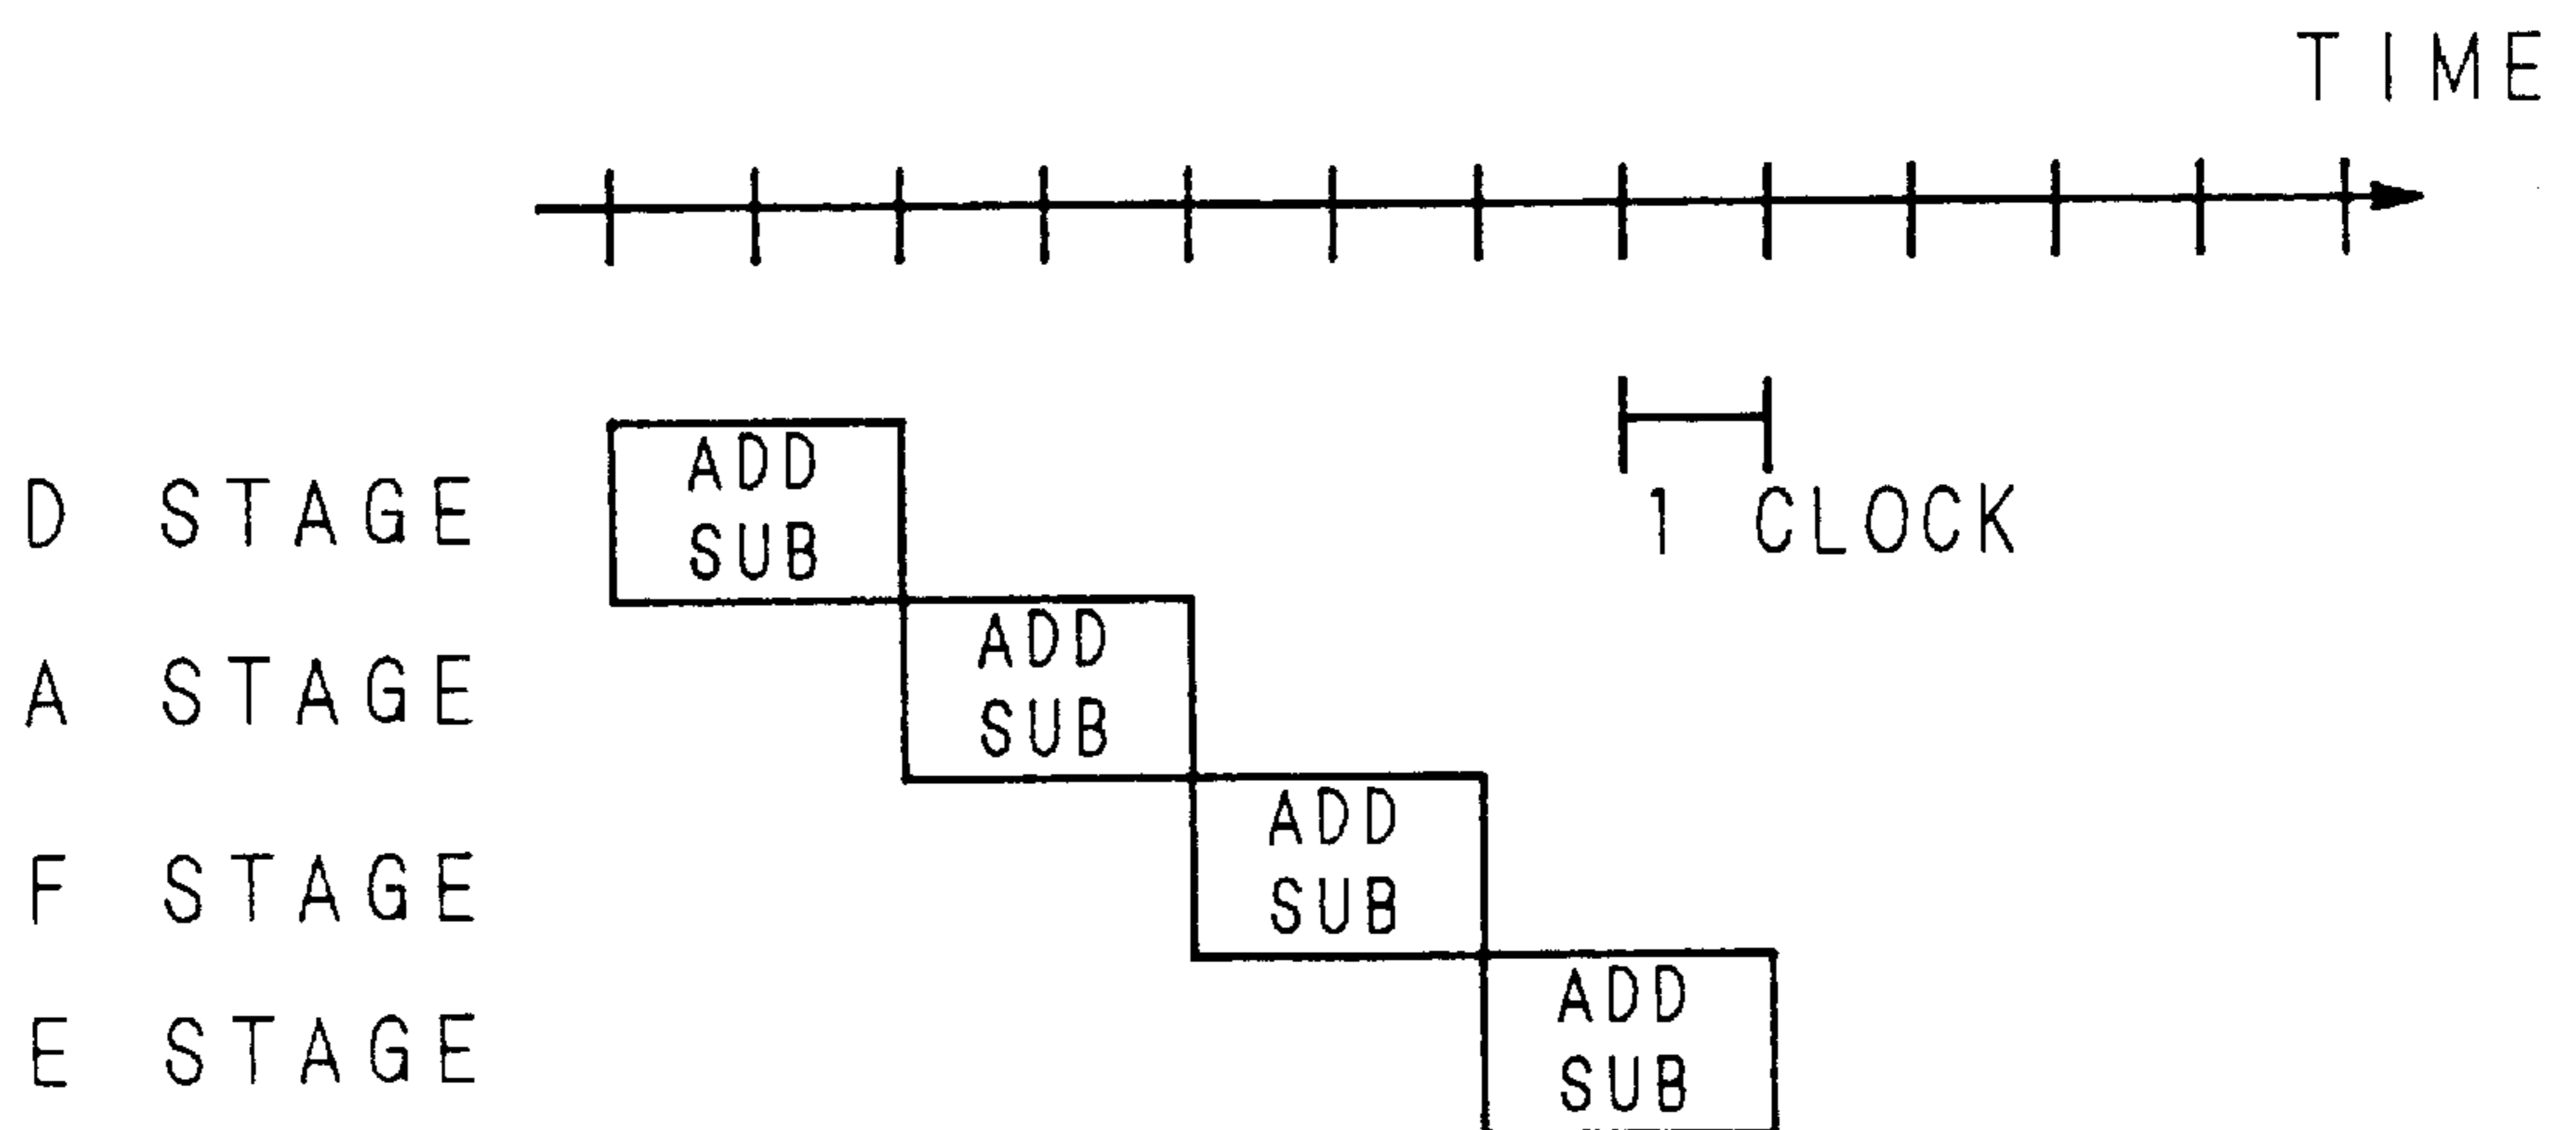 TIME
1 CLOCK
D STAGE
ADD
SUB
A STAGE
ADD
SUB
F STAGE
ADD
SUB
E STAGE
ADD
SUB